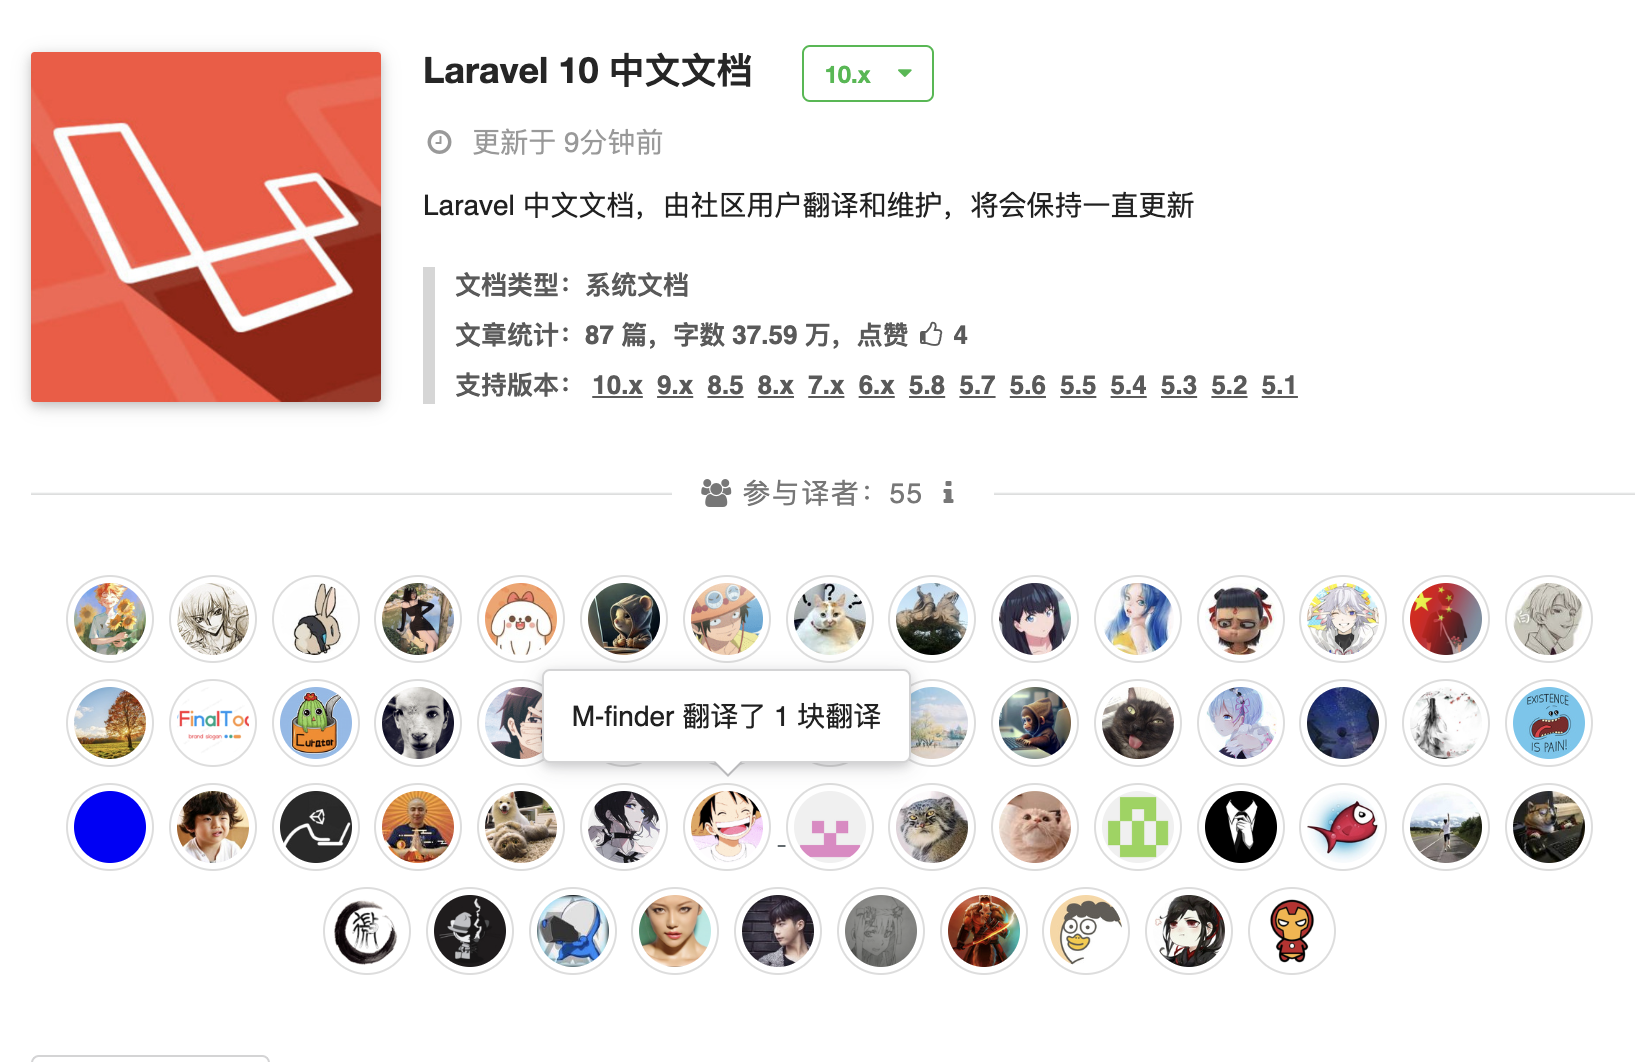 Laravel 10 中文文档
10.x
更新于 9分钟前
Laravel 中文文档，由社区用户翻译和维护，将会保持一直更新
文档类型：系统文档
文章统计：87 篇，字数 37.59 万，点赞 4
支持版本： 10.x 9.x 8.5 8.x 7.x 6.x 5.8 5.7 5.6 5.5 5.4 5.3 5.2 5.1
参与译者：55
M-finder 翻译了 1 块翻译
FinalToo
brand slogan
Curator
EXISTENCE
IS PAIN!